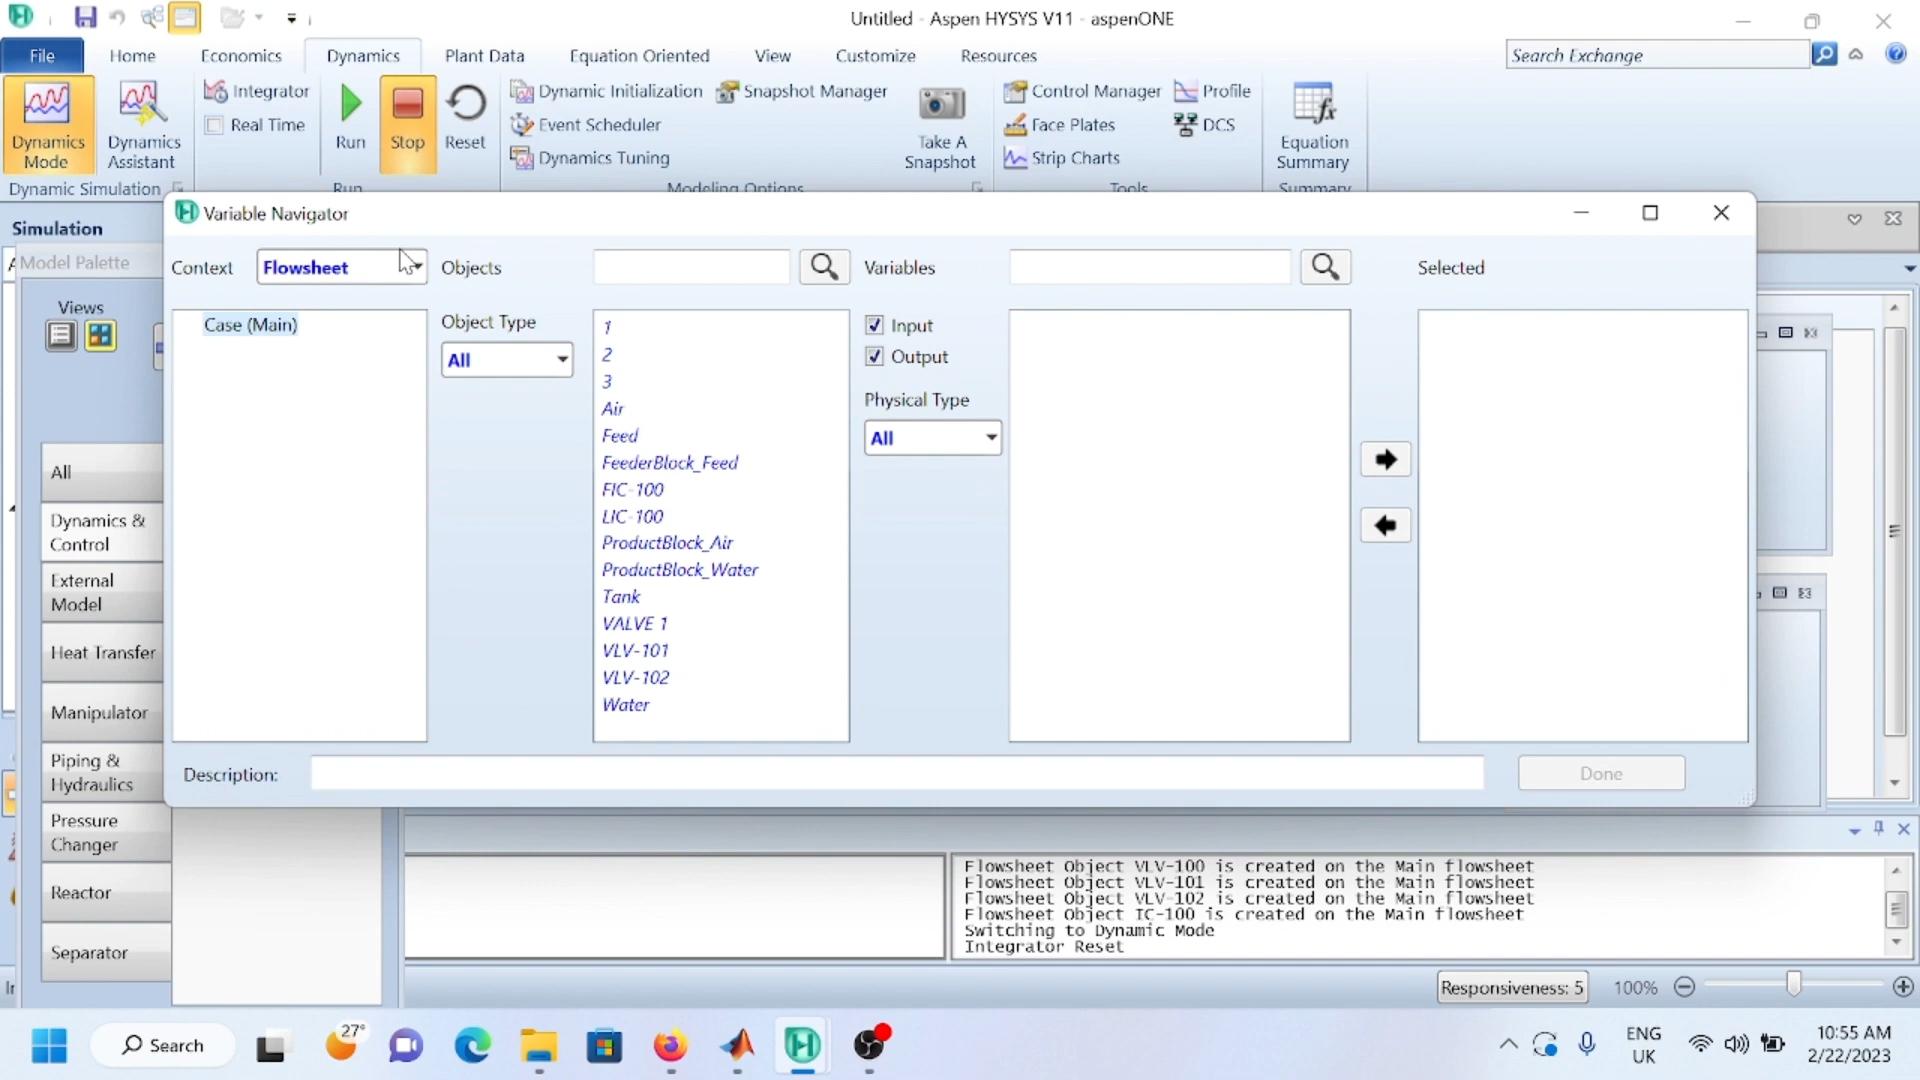 Untitled - Aspen HYSYS V11 - aspenONE
File
Home
Economics
Dynamics
Plant Data
Equation Oriented
View
Customize
Resources
Search Exchange
Dynamics Mode
Dynamics Assistant
Integrator
Real Time
Run
Stop
Reset
Dynamic Initialization
Snapshot Manager
Event Scheduler
Dynamics Tuning
Take A Snapshot
Control Manager
Profile
Face Plates
DCS
Strip Charts
Equation Summary
Dynamic Simulation
Run
Modeling Options
Tools
Summary
Simulation
Model Palette
Views
All
Dynamics & Control
External Model
Heat Transfer
Manipulator
Piping & Hydraulics
Pressure Changer
Reactor
Separator
Variable Navigator
Context
Flowsheet
Objects
Variables
Selected
Case (Main)
Object Type
All
1
2
3
Air
Feed
FeederBlock_Feed
FIC-100
LIC-100
ProductBlock_Air
ProductBlock_Water
Tank
VALVE 1
VLV-101
VLV-102
Water
Input
Output
Physical Type
All
Description:
Done
Flowsheet Object VLV-100 is created on the Main flowsheet
Flowsheet Object VLV-101 is created on the Main flowsheet
Flowsheet Object VLV-102 is created on the Main flowsheet
Flowsheet Object IC-100 is created on the Main flowsheet
Switching to Dynamic Mode
Integrator Reset
Responsiveness: 5
100%
27°
Search
ENG
UK
10:55 AM
2/22/2023